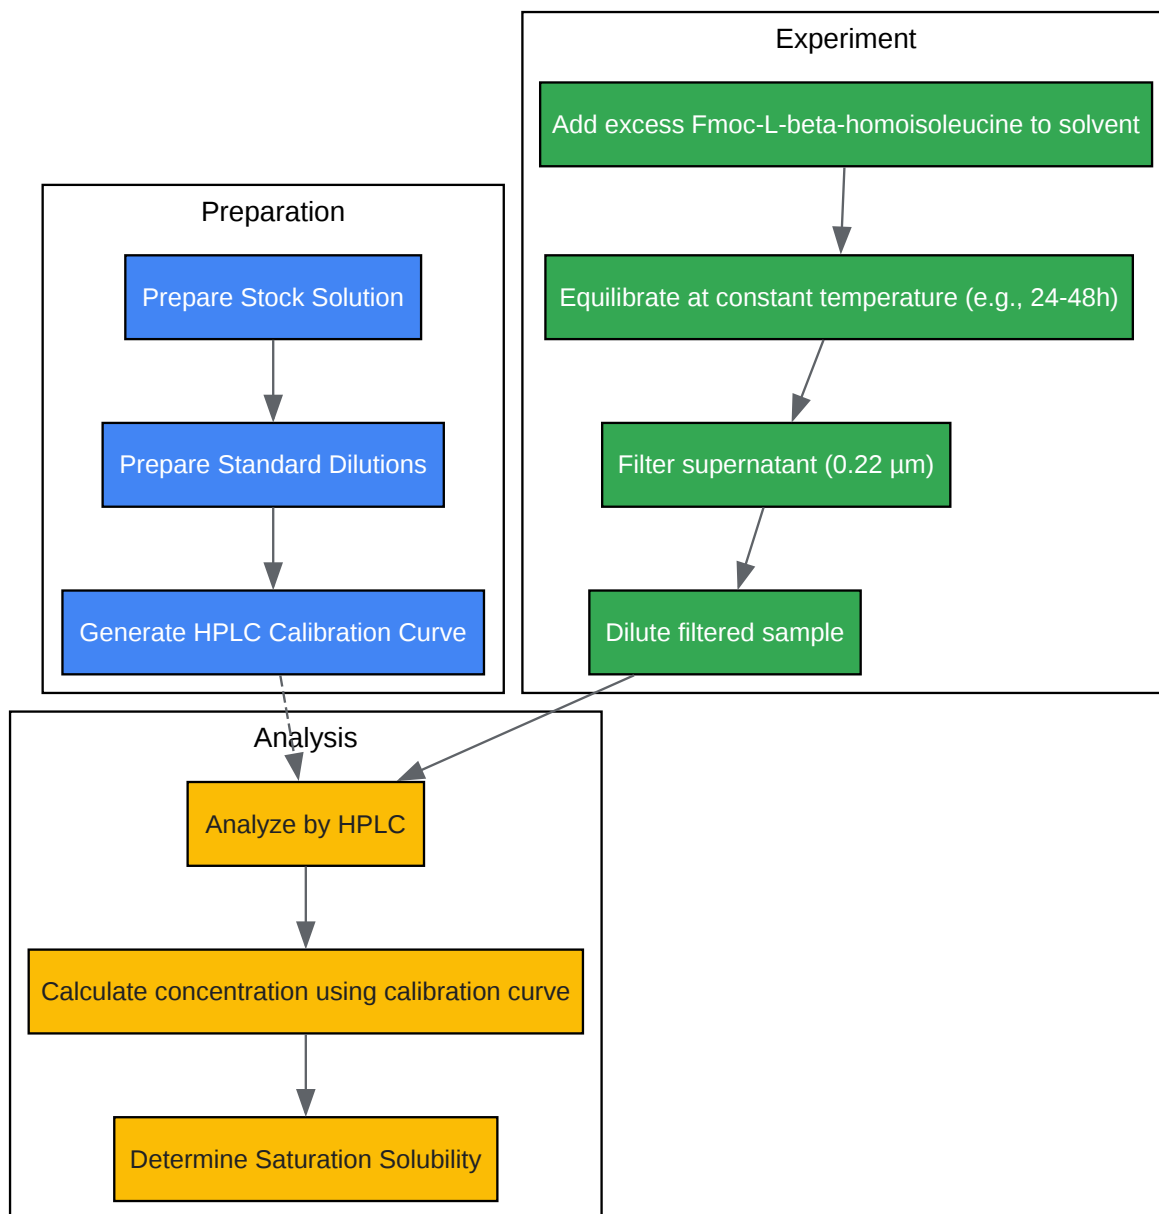 Experiment
Add excess Fmoc-L-beta-homoisoleucine to solvent
Equilibrate at constant temperature (e.g., 24-48h)
Filter supernatant (0.22 µm)
Dilute filtered sample
Preparation
Prepare Stock Solution
Prepare Standard Dilutions
Generate HPLC Calibration Curve
Analysis
Analyze by HPLC
Calculate concentration using calibration curve
Determine Saturation Solubility